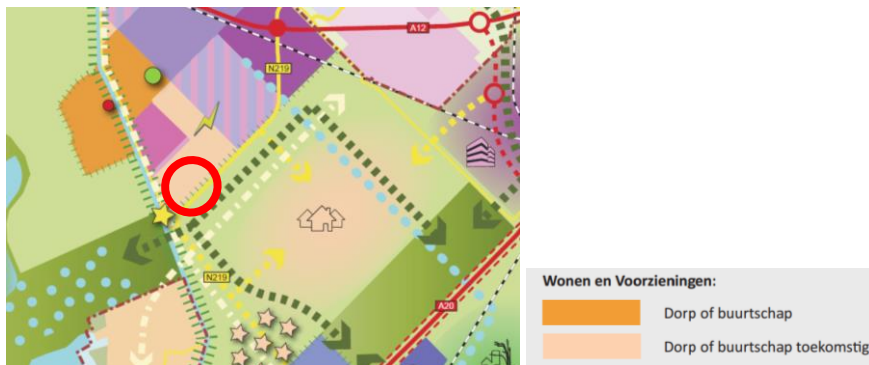 A12
N219
N219
A20
Wonen en Voorzieningen:
Dorp of buurtschap
Dorp of buurtschap toekomstig